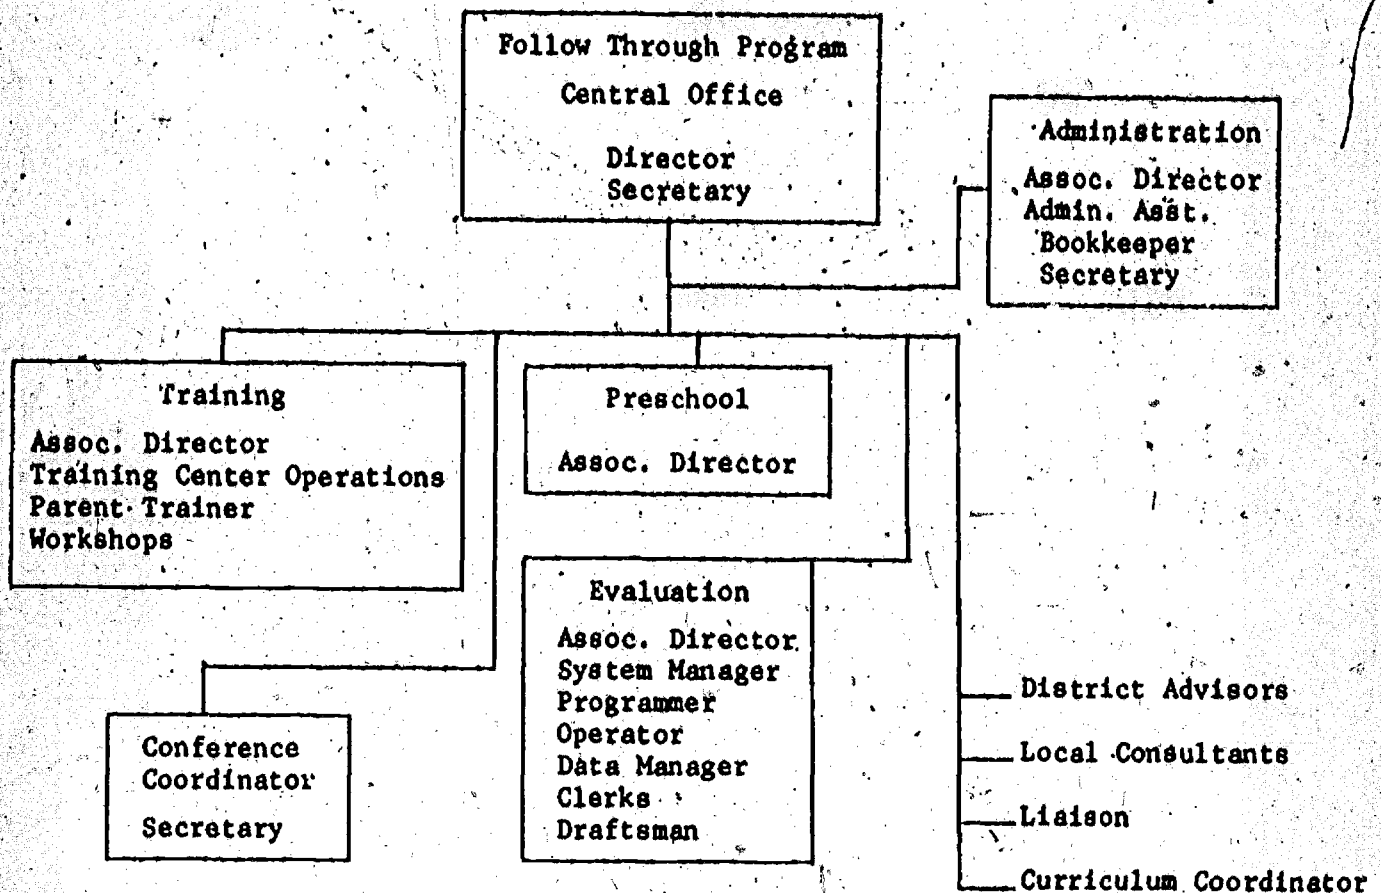 Follow Through Program
Central Office
Director
Secretary
Administration
Assoc. Director
Admin. Asst.
Bookkeeper
Secretary
Training
Assoc. Director
Training Center Operations
Parent Trainer
Workshops
Preschool
Assoc. Director
Evaluation
Assoc. Director
System Manager
Programmer
Operator
Data Manager
Clerks
Draftsman
Conference
Coordinator
Secretary
District Advisors
Local Consultants
Liaison
Curriculum Coordinator